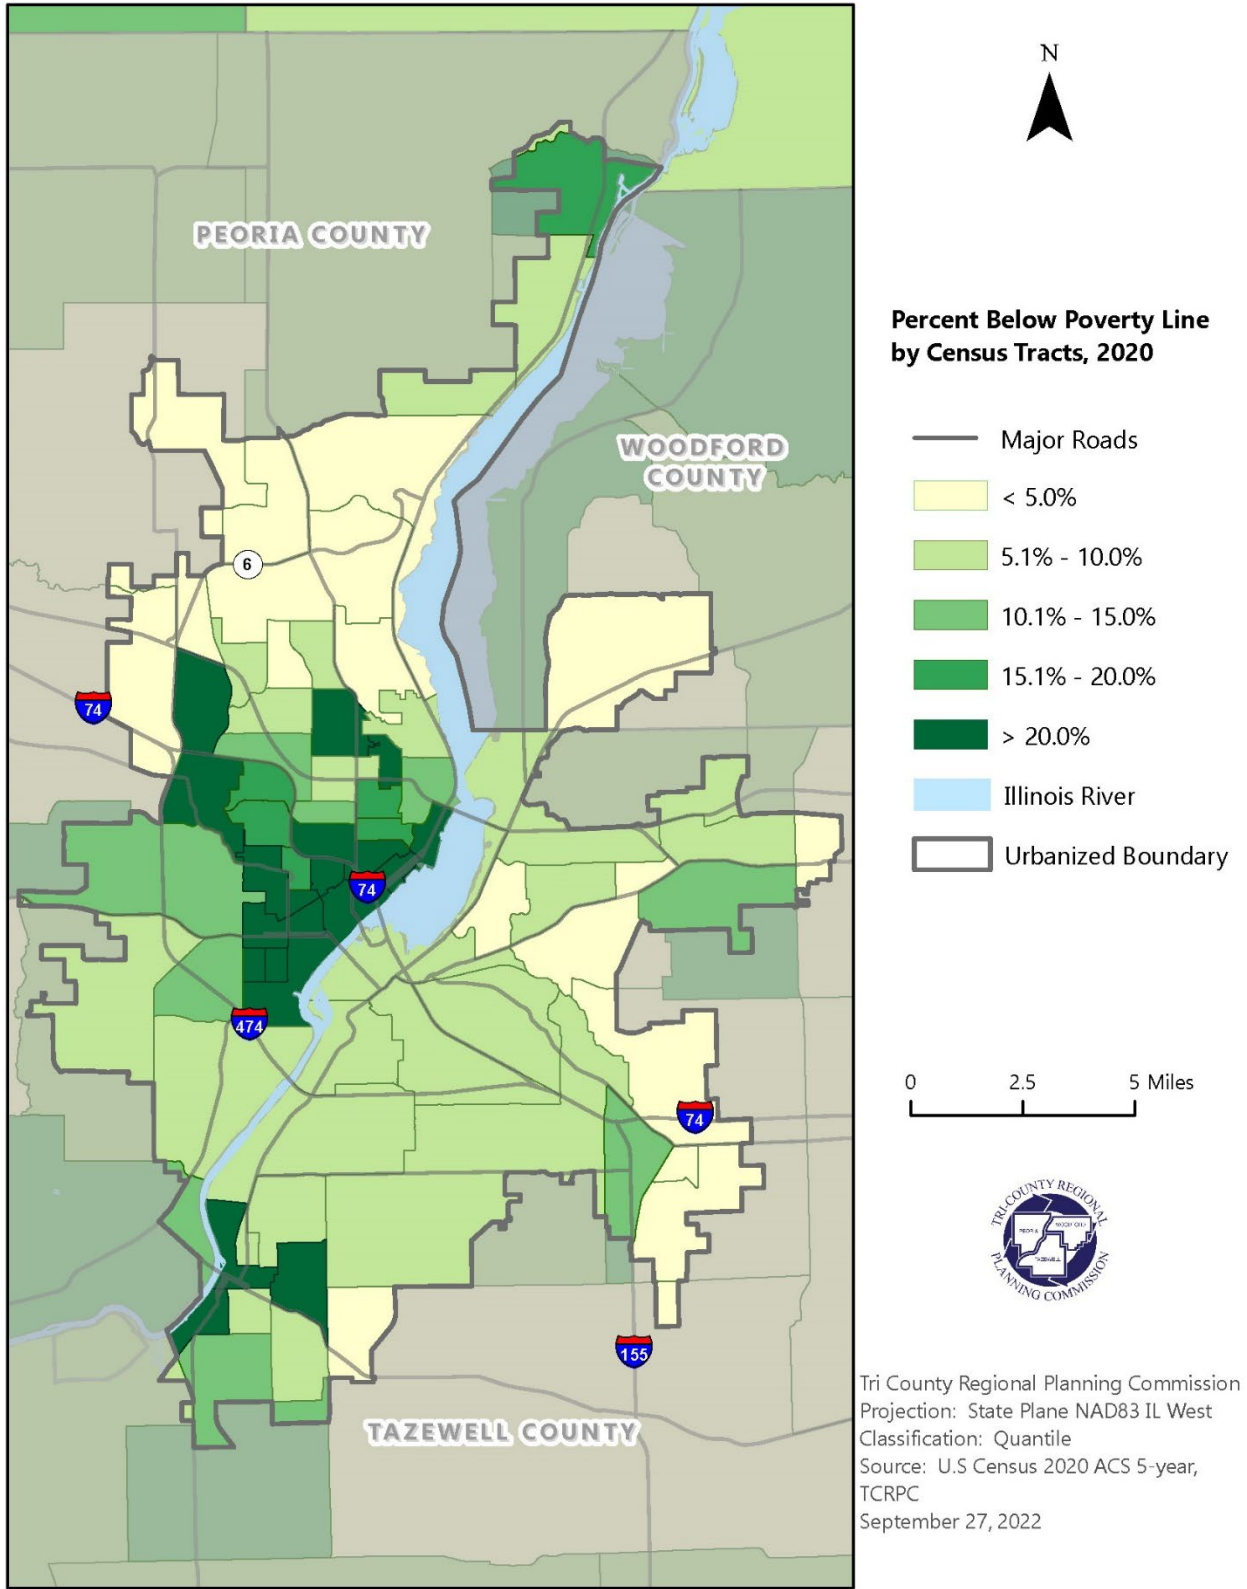 PEORIA COUNTY
WOODFORD
COUNTY
6
74
74
474
74
155
TAZEWELL COUNTY
N
Percent Below Poverty Line
by Census Tracts, 2020
Major Roads
< 5.0%
5.1% - 10.0%
10.1% - 15.0%
15.1% - 20.0%
> 20.0%
Illinois River
Urbanized Boundary
0 2.5 5 Miles
TRI-COUNTY REGIONAL
PEORIA
WOODFORD
TAZEWELL
PLANNING COMMISSION
Tri County Regional Planning Commission
Projection: State Plane NAD83 IL West
Classification: Quantile
Source: U.S Census 2020 ACS 5-year,
TCRPC
September 27, 2022